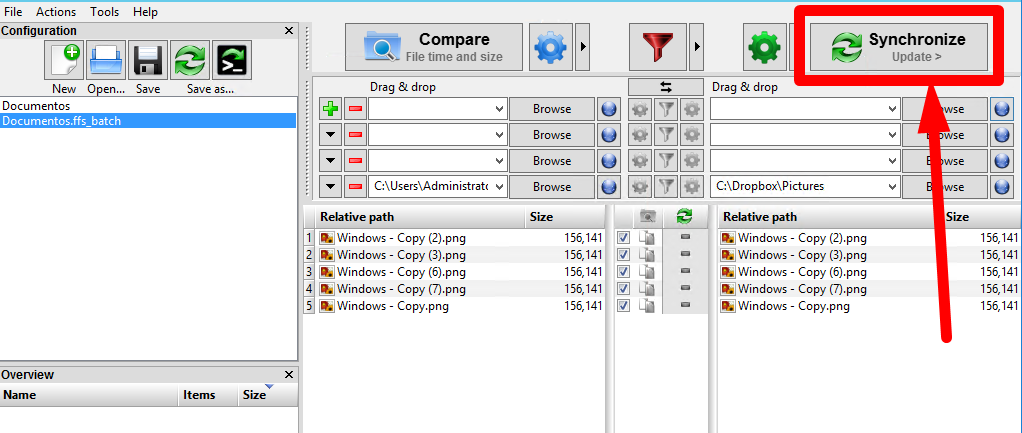 File Actions Tools Help
Configuration
New Open... Save Save as...
Documentos
Documentos.ffs_batch
Compare
File time and size
Synchronize
Update >
Drag & drop Drag & drop
Browse Browse
Browse Browse
Browse Browse
C:\Users\Administrato Browse C:\Dropbox\Pictures Browse
Relative path Size Relative path Size
1 Windows - Copy (2).png 156,141 Windows - Copy (2).png 156,141
2 Windows - Copy (3).png 156,141 Windows - Copy (3).png 156,141
3 Windows - Copy (6).png 156,141 Windows - Copy (6).png 156,141
4 Windows - Copy (7).png 156,141 Windows - Copy (7).png 156,141
5 Windows - Copy.png 156,141 Windows - Copy.png 156,141
Overview
Name Items Size